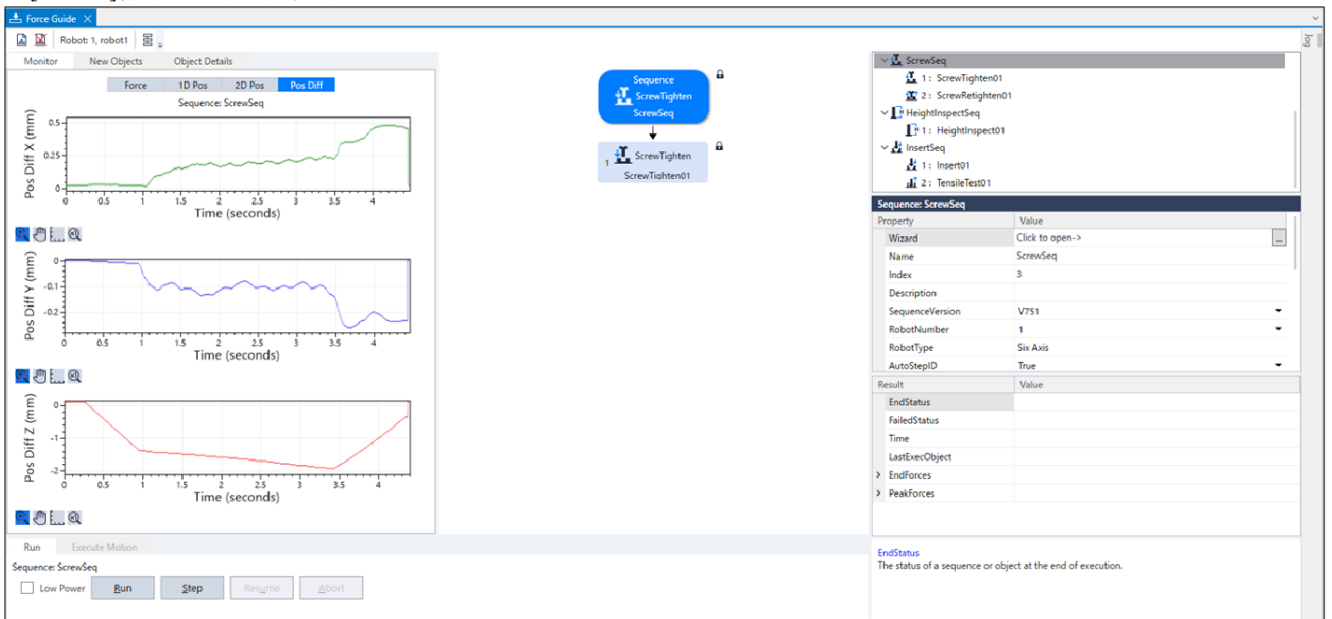 Force Guide
Robot: 1, robot1
Jog
Monitor New Objects Object Details
Force 1D Pos 2D Pos Pos Diff
Sequence: ScrewSeq
Pos Diff X (mm)
0.5
0.25
0
0 0.5 1 1.5 2 2.5 3 3.5 4
Time (seconds)
Pos Diff Y (mm)
0
-0.1
-0.2
0 0.5 1 1.5 2 2.5 3 3.5 4
Time (seconds)
Pos Diff Z (mm)
0
-1
-2
0 0.5 1 1.5 2 2.5 3 3.5 4
Time (seconds)
Run Execute Motion
Sequence: ScrewSeq
Low Power Run Step Resume Abort
Sequence
ScrewTighten
ScrewSeq
1 ScrewTighten
ScrewTighten01
ScrewSeq
1: ScrewTighten01
2: ScrewRetighten01
HeightInspectSeq
1: HeightInspect01
InsertSeq
1: Insert01
2: TensileTest01
Sequence: ScrewSeq
Property Value
Wizard Click to open-> ...
Name ScrewSeq
Index 3
Description
SequenceVersion V751
RobotNumber 1
RobotType Six Axis
AutoStepID True
Result Value
EndStatus
FailedStatus
Time
LastExecObject
EndForces
PeakForces
EndStatus
The status of a sequence or object at the end of execution.